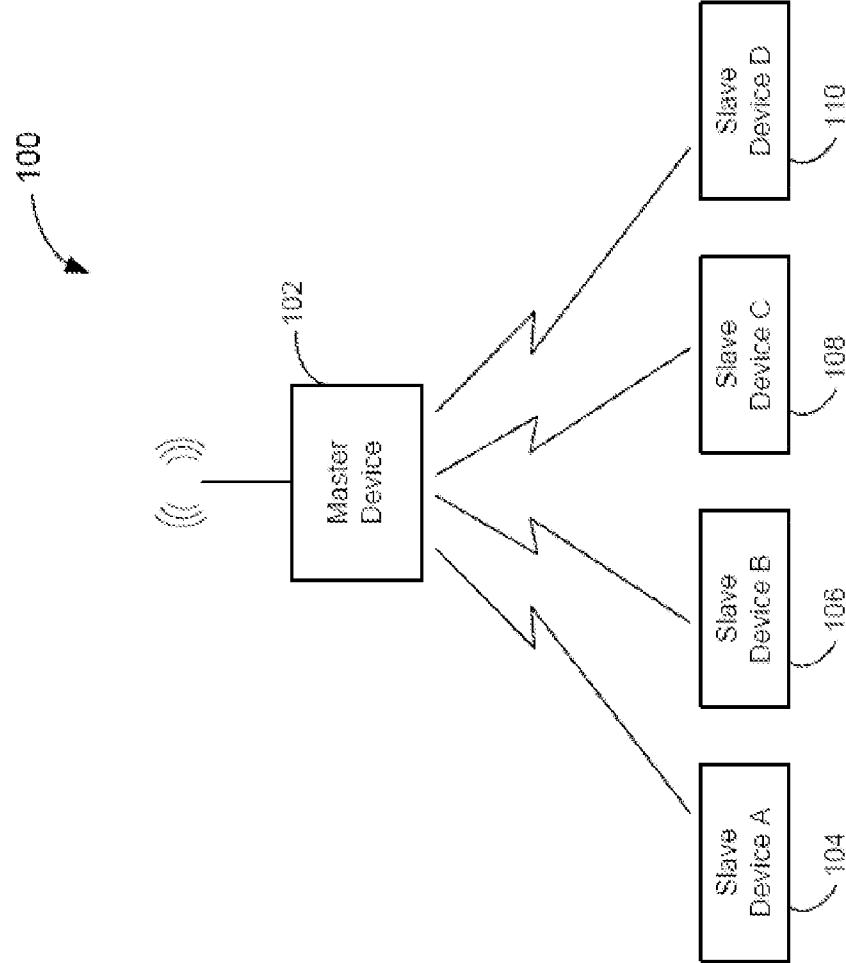 100
102
Master
Device
Slave
Device A
104
Slave
Device B
106
Slave
Device C
108
Slave
Device D
110